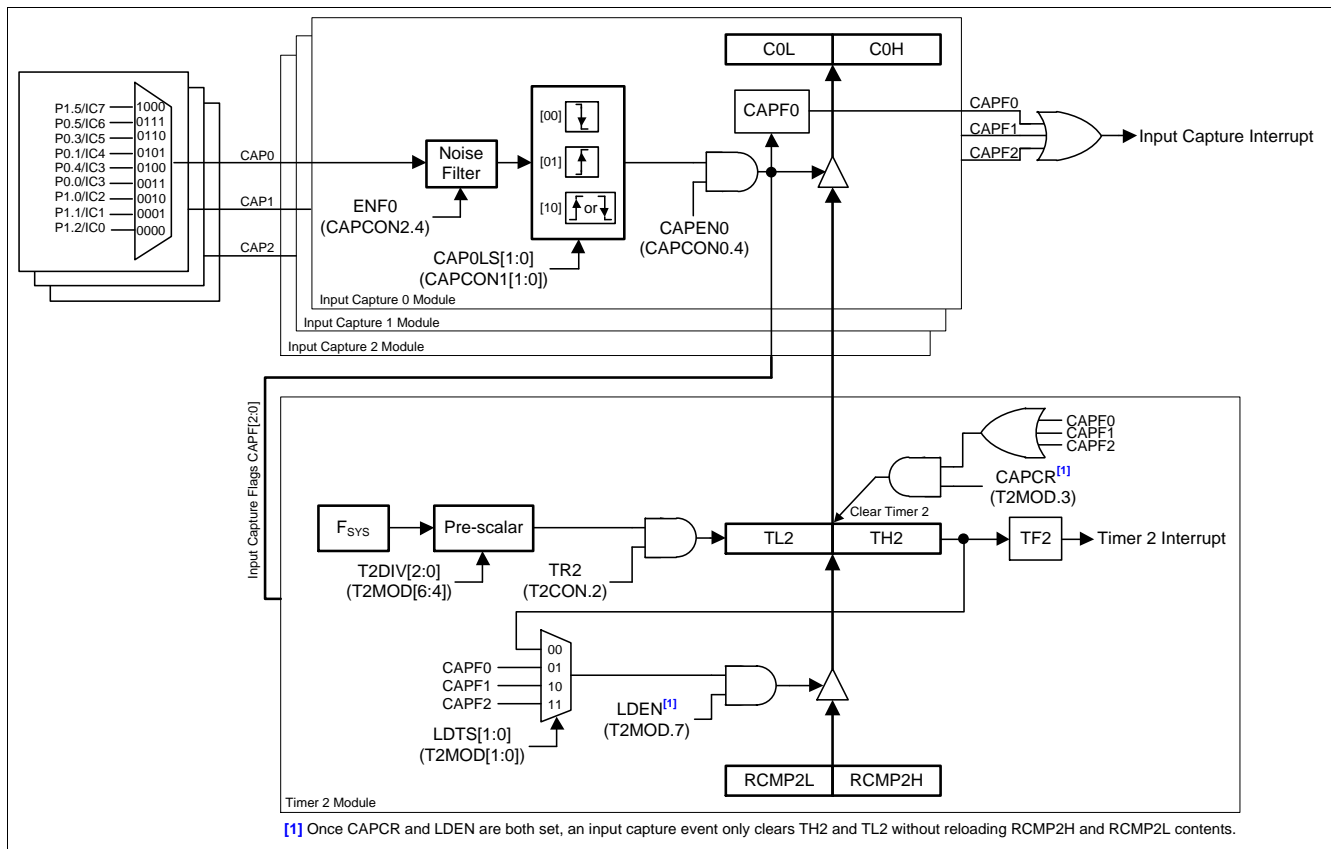 C0L C0H
P1.5/IC7 1000
P0.5/IC6 0111
P0.3/IC5 0110
P0.1/IC4 0101
P0.4/IC3 0100
P0.0/IC3 0011
P1.0/IC2 0010
P1.1/IC1 0001
P1.2/IC0 0000
CAP0
CAP1
CAP2
Noise
Filter
ENF0
(CAPCON2.4)
[00]
[01]
[10] or
CAP0LS[1:0]
(CAPCON1[1:0])
CAPEN0
(CAPCON0.4)
CAPF0
CAPF0
CAPF1
CAPF2
Input Capture Interrupt
Input Capture 0 Module
Input Capture 1 Module
Input Capture 2 Module
Input Capture Flags CAPF[2:0]
CAPF0
CAPF1
CAPF2
CAPCR[1]
(T2MOD.3)
Clear Timer 2
FSYS
Pre-scalar
T2DIV[2:0]
(T2MOD[6:4])
TR2
(T2CON.2)
TL2 TH2
TF2
Timer 2 Interrupt
00
CAPF0 01
CAPF1 10
CAPF2 11
LDTS[1:0]
(T2MOD[1:0])
LDEN[1]
(T2MOD.7)
RCMP2L RCMP2H
Timer 2 Module
[1] Once CAPCR and LDEN are both set, an input capture event only clears TH2 and TL2 without reloading RCMP2H and RCMP2L contents.